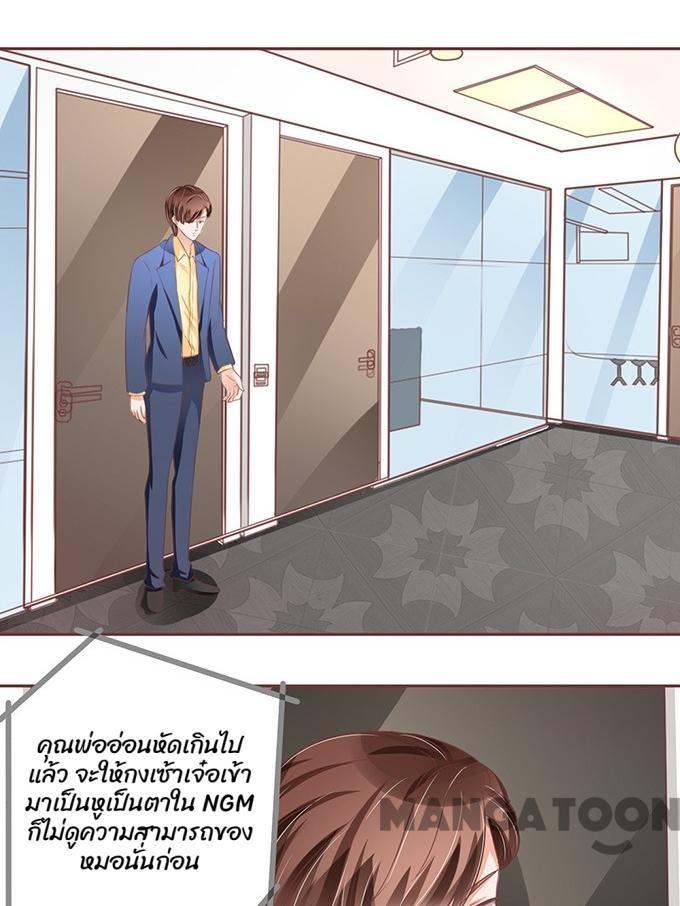 คุณพ่ออ่อนหัดเกินไป
แล้ว จะให้กงเซ้าเจ๋อเข้า
มาเป็นหูเป็นตาใน NGM
ก็ไม่ดูความสามารถของ
หมอนั่นก่อน
MANGATOON